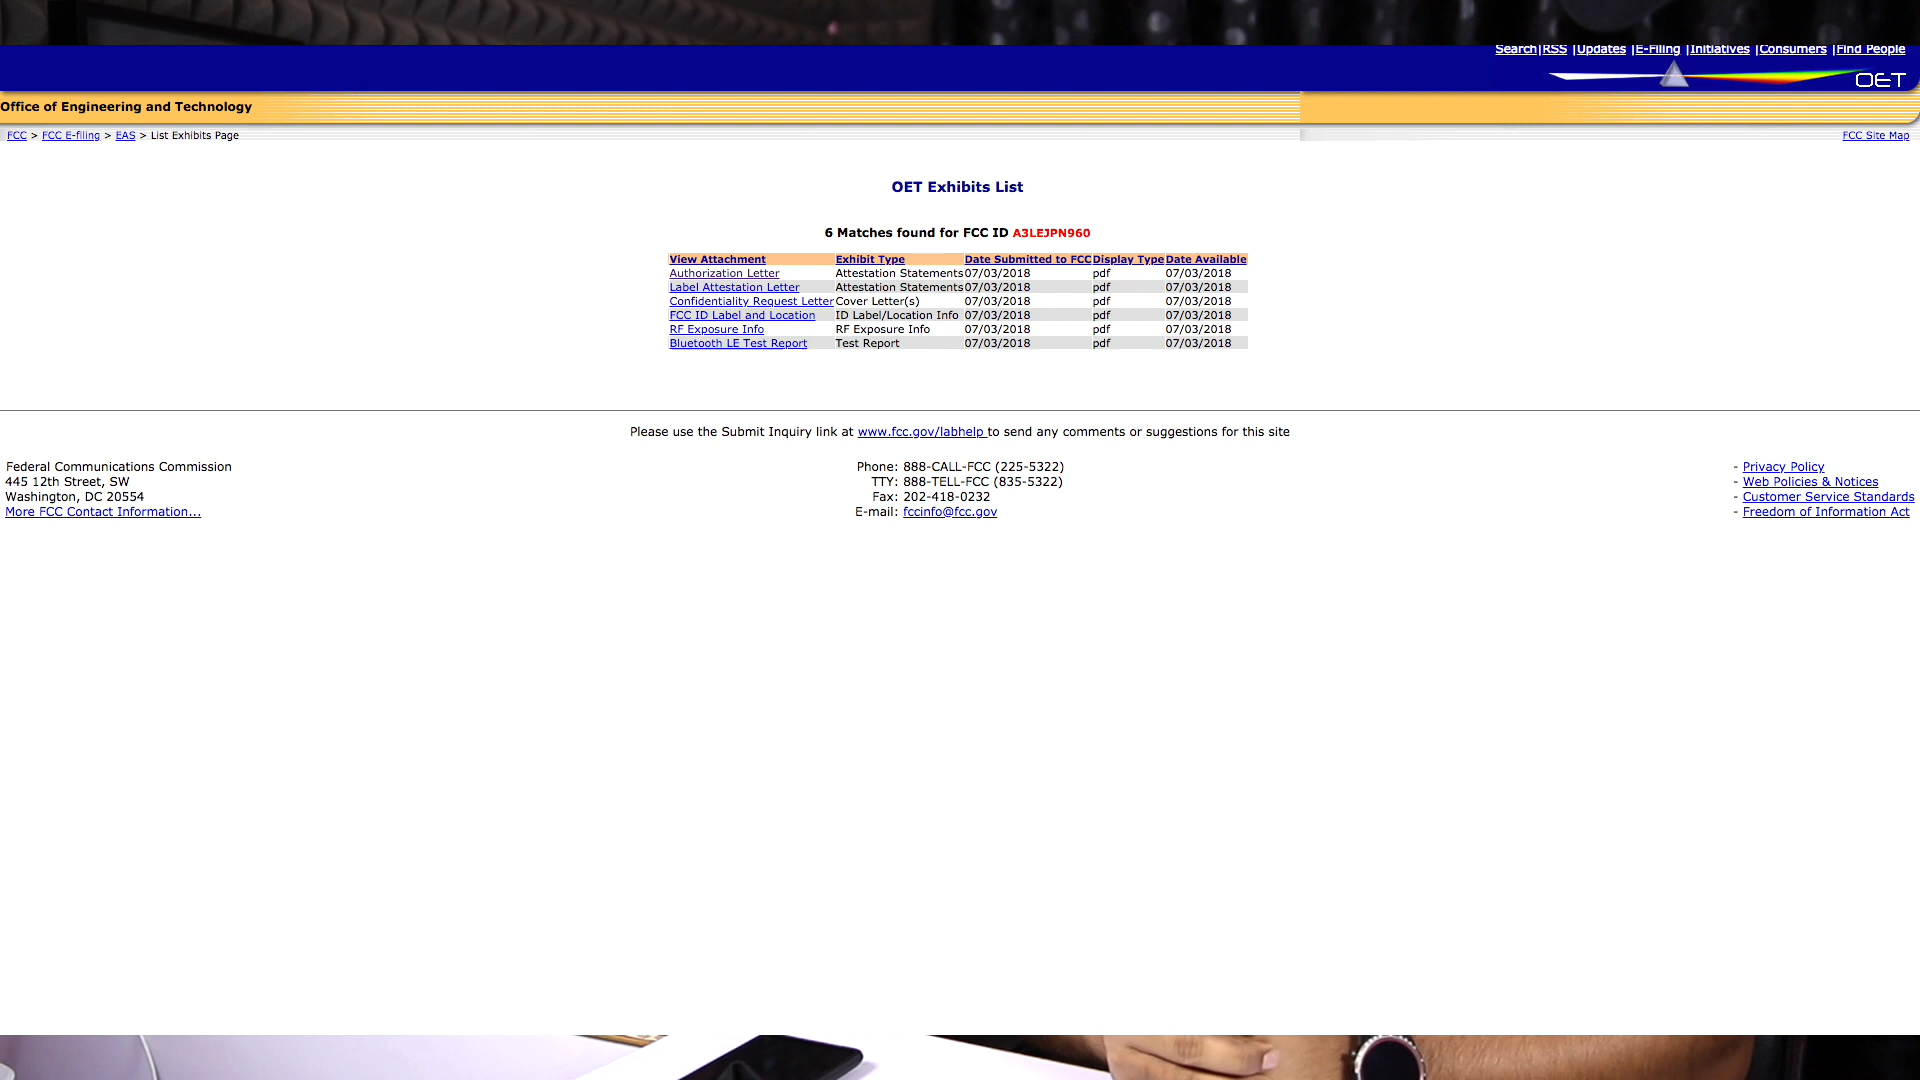 Search|RSS |Updates |E-Filing |Initiatives |Consumers |Find People
OET
Office of Engineering and Technology
FCC > FCC E-filing > EAS > List Exhibits Page
FCC Site Map
OET Exhibits List
6 Matches found for FCC ID A3LEJPN960
View Attachment Exhibit Type Date Submitted to FCC Display Type Date Available
Authorization Letter Attestation Statements 07/03/2018 pdf 07/03/2018
Label Attestation Letter Attestation Statements 07/03/2018 pdf 07/03/2018
Confidentiality Request Letter Cover Letter(s) 07/03/2018 pdf 07/03/2018
FCC ID Label and Location ID Label/Location Info 07/03/2018 pdf 07/03/2018
RF Exposure Info RF Exposure Info 07/03/2018 pdf 07/03/2018
Bluetooth LE Test Report Test Report 07/03/2018 pdf 07/03/2018
Please use the Submit Inquiry link at www.fcc.gov/labhelp to send any comments or suggestions for this site
Federal Communications Commission
445 12th Street, SW
Washington, DC 20554
More FCC Contact Information...
Phone: 888-CALL-FCC (225-5322)
TTY: 888-TELL-FCC (835-5322)
Fax: 202-418-0232
E-mail: fccinfo@fcc.gov
- Privacy Policy
- Web Policies & Notices
- Customer Service Standards
- Freedom of Information Act